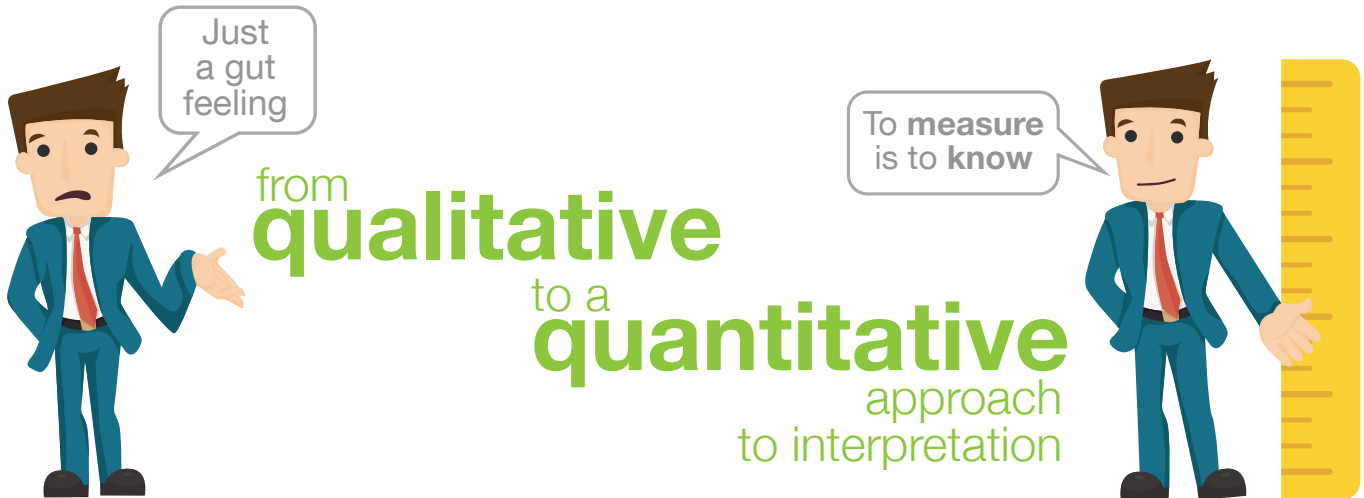 Just
a gut
feeling
from
qualitative
to a
quantitative
approach
to interpretation
To measure
is to know